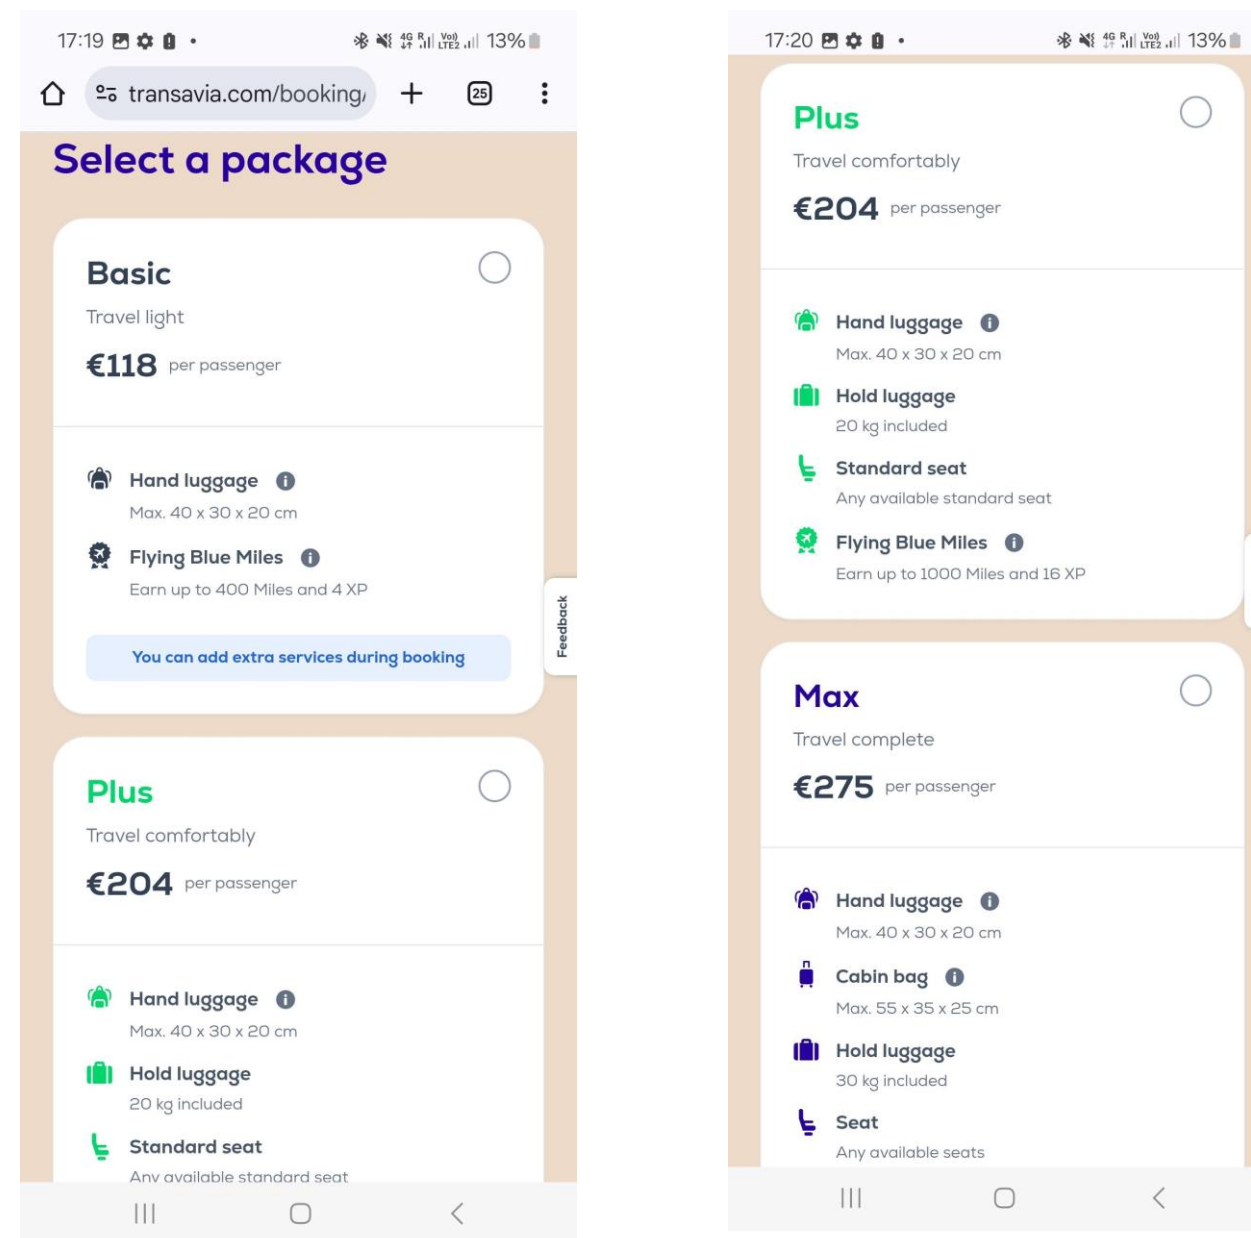 17:19
4G R
Vo))
LTE2
13%
transavia.com/booking/
25
Select a package
Basic
Travel light
€118 per passenger
Hand luggage
Max. 40 x 30 x 20 cm
Flying Blue Miles
Earn up to 400 Miles and 4 XP
You can add extra services during booking
Feedback
Plus
Travel comfortably
€204 per passenger
Hand luggage
Max. 40 x 30 x 20 cm
Hold luggage
20 kg included
Standard seat
Any available standard seat
17:20
4G R
Vo))
LTE2
13%
Plus
Travel comfortably
€204 per passenger
Hand luggage
Max. 40 x 30 x 20 cm
Hold luggage
20 kg included
Standard seat
Any available standard seat
Flying Blue Miles
Earn up to 1000 Miles and 16 XP
Max
Travel complete
€275 per passenger
Hand luggage
Max. 40 x 30 x 20 cm
Cabin bag
Max. 55 x 35 x 25 cm
Hold luggage
30 kg included
Seat
Any available seats